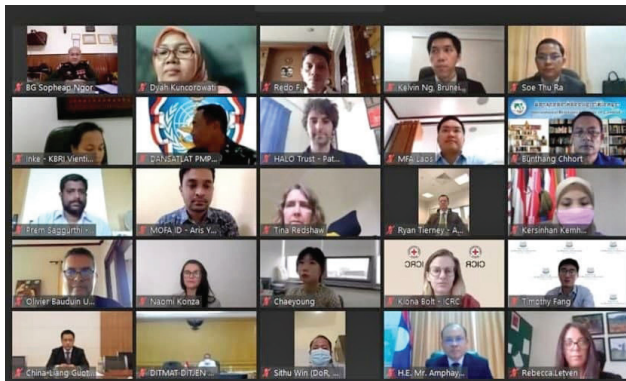 BG Sopheap Ngor
Dyah Kuncorowati
Redo F.
Kelvin Ng, Brunei...
Soe Thu Ra
Inke - KBRI Vienti...
DANSATLAT PMP...
HALO Trust - Pat...
MFA Laos
Bunthang Chhort
Prem Saggurthi -
MOFA ID - Aris Y...
Tina Redshaw
Ryan Tierney - A...
Kersinhan Kemh...
Olivier Bauduin U...
Naomi Konza
Chaeyoung
Kiona Bolt - ICRC
Timothy Fang
China-Liang Guot...
DITMAT-DITJEN
Sithu Win (DoR, ...
H.E. Mr. Amphay...
Rebecca.Letven